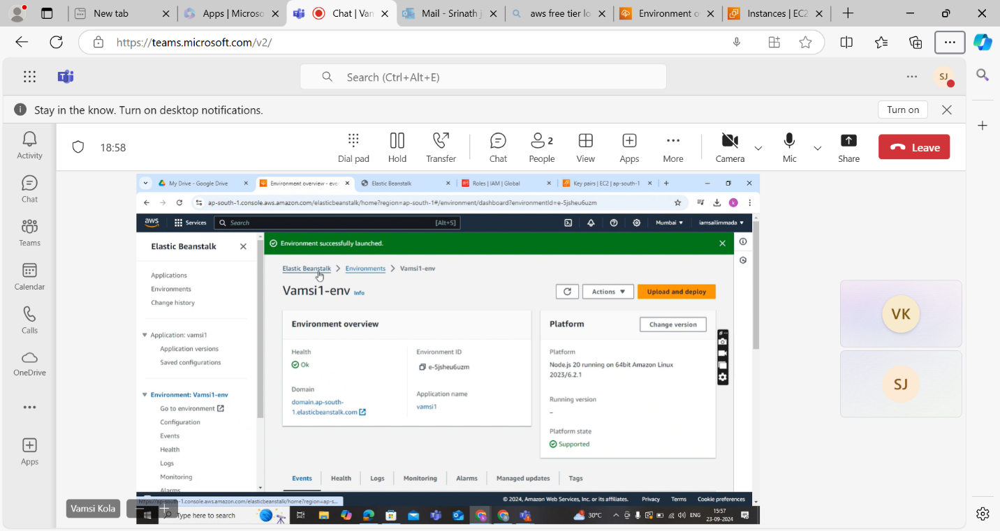 New tab
Apps | Microso
Chat | Van
Mail - Srinath j
aws free tier lo
Environment o
Instances | EC2
https://teams.microsoft.com/v2/
Search (Ctrl+Alt+E)
SJ
Stay in the know. Turn on desktop notifications.
Turn on
Activity
Chat
Teams
Calendar
Calls
OneDrive
Apps
18:58
Dial pad
Hold
Transfer
Chat
2
People
View
Apps
More
Camera
Mic
Share
Leave
My Drive - Google Drive
Environment overview - eve
Elastic Beanstalk
Roles | IAM | Global
Key pairs | EC2 | ap-south-1
ap-south-1.console.aws.amazon.com/elasticbeanstalk/home?region=ap-south-1#/environment/dashboard?environmentId=e-5jsheu6uzm
aws
Services
Search
[Alt+S]
Mumbai
iamsailimmada
Elastic Beanstalk
Applications
Environments
Change history
Application: vamsi1
Application versions
Saved configurations
Environment: Vamsi1-env
Go to environment
Configuration
Events
Health
Logs
Monitoring
Alarms
Environment successfully launched.
Elastic Beanstalk > Environments > Vamsi1-env
Vamsi1-env Info
Actions
Upload and deploy
Environment overview
Health
Ok
Domain
domain.ap-south-
1.elasticbeanstalk.com
Environment ID
e-5jsheu6uzm
Application name
vamsi1
Platform
Change version
Platform
Node.js 20 running on 64bit Amazon Linux
2023/6.2.1
Running version
–
Platform state
Supported
Events
Health
Logs
Monitoring
Alarms
Managed updates
Tags
https://ap-south-1.console.aws.amazon.com/elasticbeanstalk/home?region=ap-s...
© 2024, Amazon Web Services, Inc. or its affiliates.
Privacy
Terms
Cookie preferences
Type here to search
30°C
ENG
15:57
23-09-2024
Vamsi Kola
VK
SJ